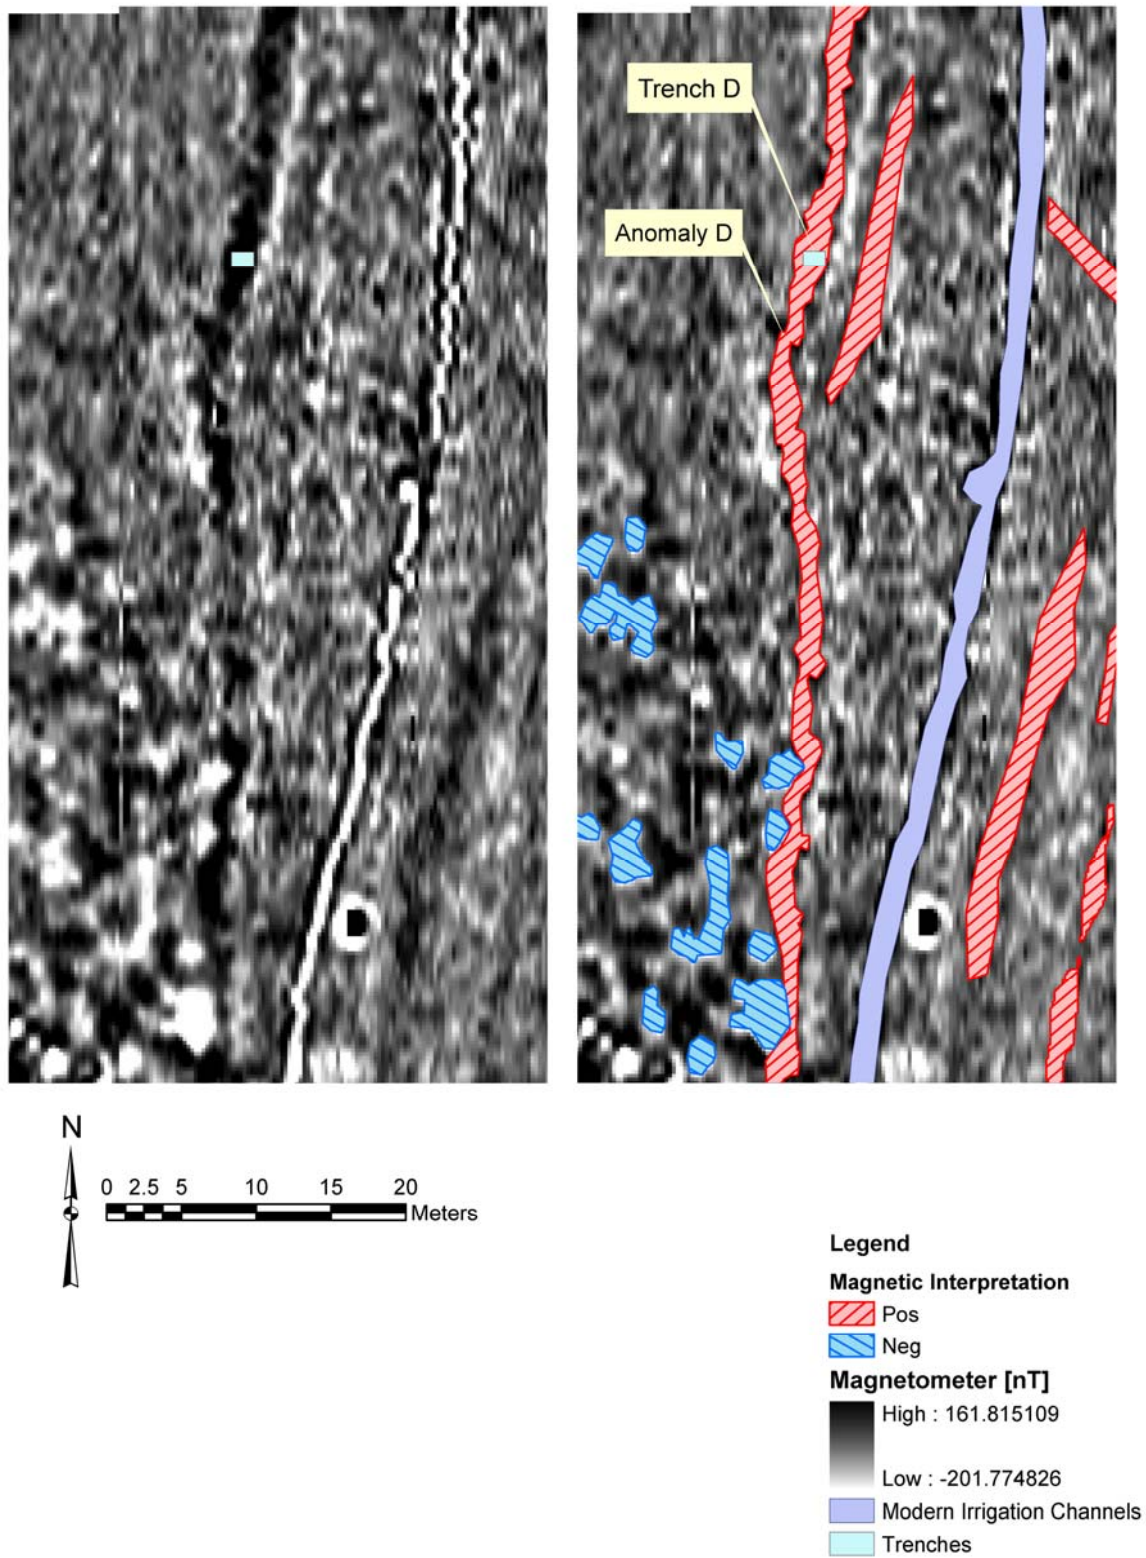 Trench D
Anomaly D
N
0 2.5 5 10 15 20
Meters
Legend
Magnetic Interpretation
Pos
Neg
Magnetometer [nT]
High : 161.815109
Low : -201.774826
Modern Irrigation Channels
Trenches